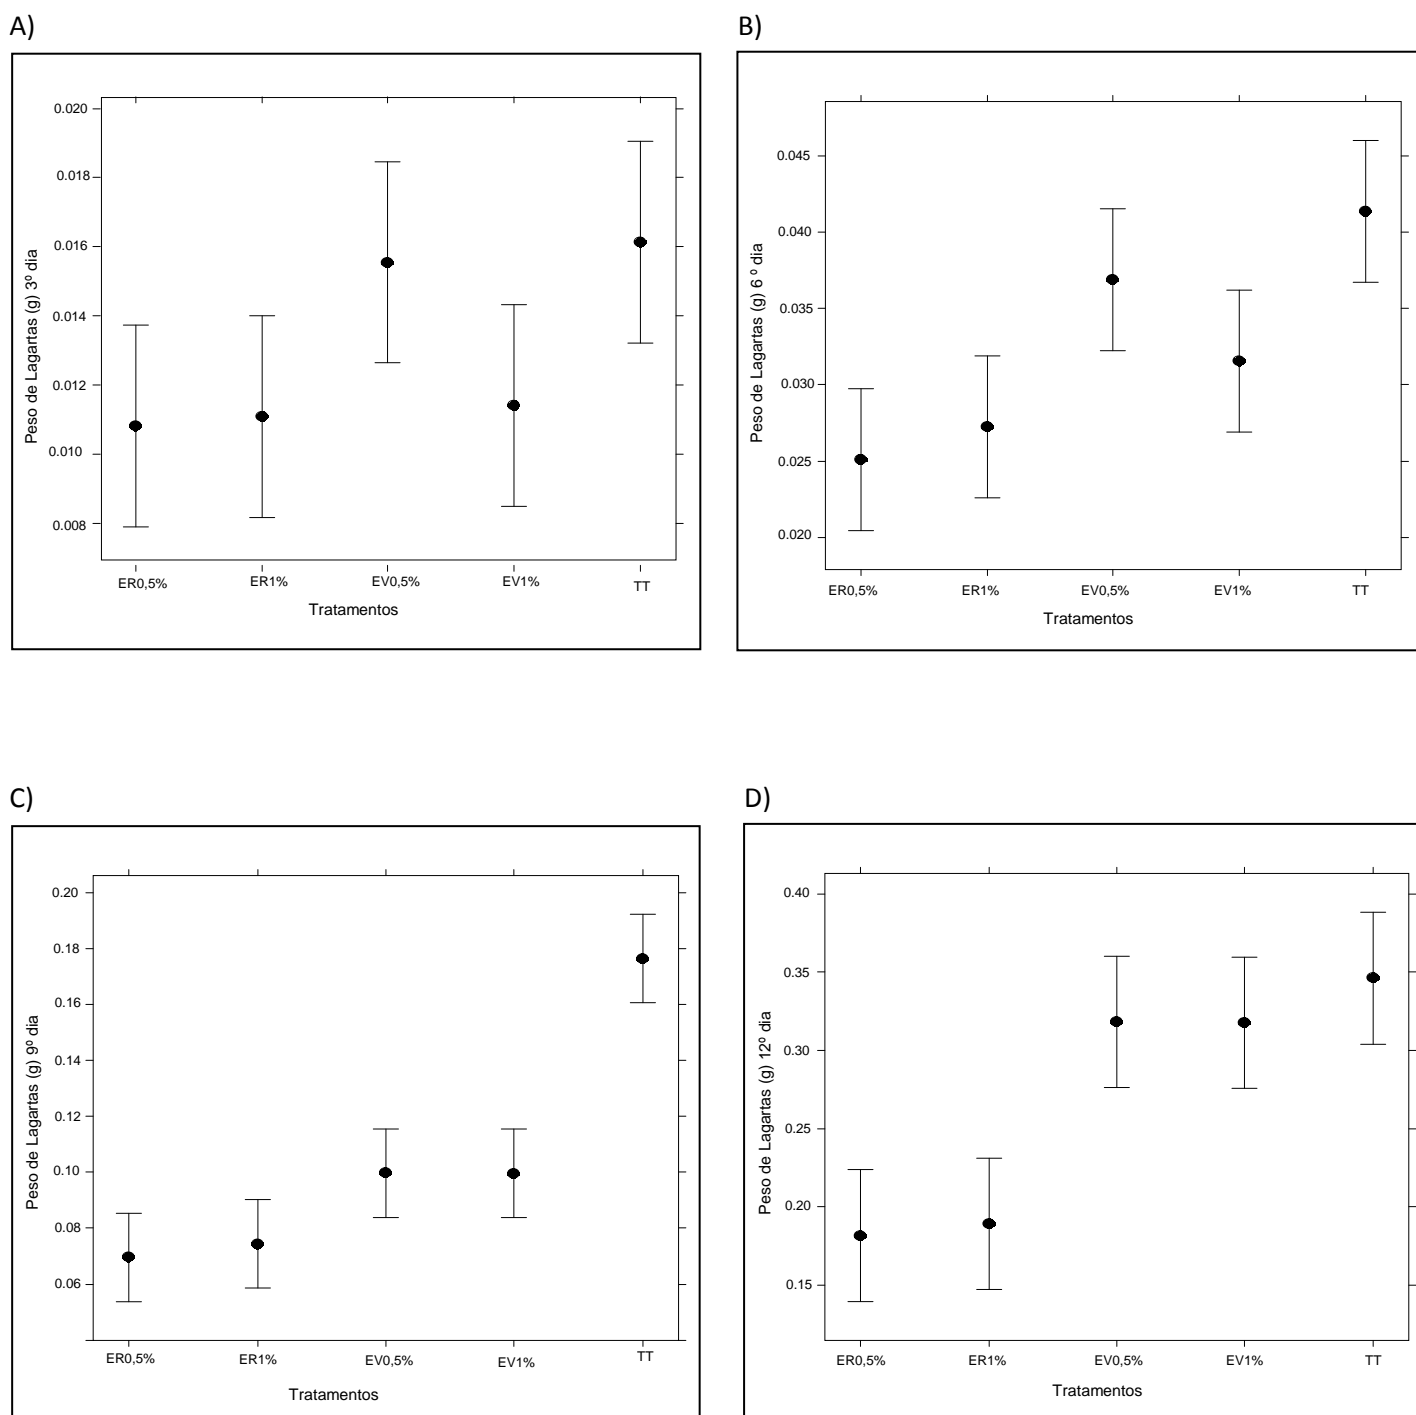 A)
0.020
0.018
0.016
0.014
0.012
0.010
0.008
Peso de Lagartas (g) 3º dia
ER0,5% ER1% EV0,5% EV1% TT
Tratamentos
B)
0.045
0.040
0.035
0.030
0.025
0.020
Peso de Lagartas (g) 6 º dia
ER0,5% ER1% EV0,5% EV1% TT
Tratamentos
C)
0.20
0.18
0.16
0.14
0.12
0.10
0.08
0.06
Peso de Lagartas (g) 9º dia
ER0,5% ER1% EV0,5% EV1% TT
Tratamentos
D)
0.40
0.35
0.30
0.25
0.20
0.15
Peso de Lagartas (g) 12º dia
ER0,5% ER1% EV0,5% EV1% TT
Tratamentos